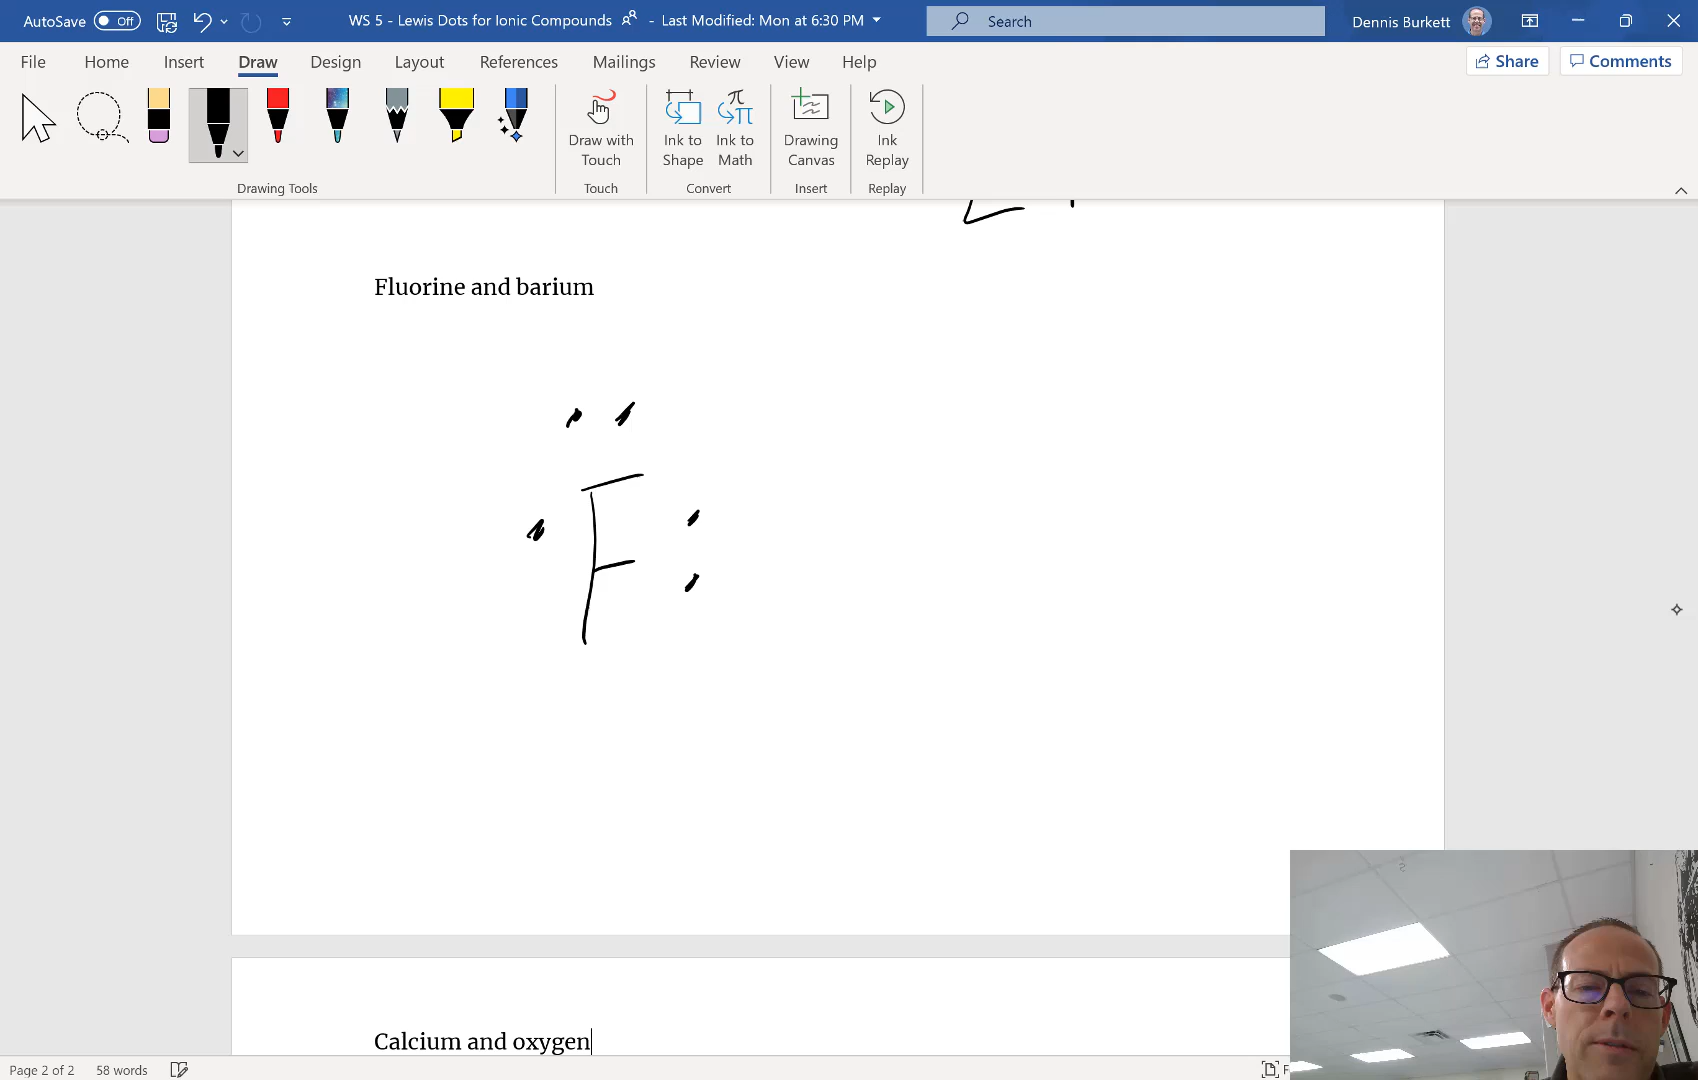 AutoSave Off WS 5 - Lewis Dots for Ionic Compounds - Last Modified: Mon at 6:30 PM Search Dennis Burkett
File Home Insert Draw Design Layout References Mailings Review View Help Share Comments
Draw with Touch
Ink to Shape
Ink to Math
Drawing Canvas
Ink Replay
Drawing Tools Touch Convert Insert Replay
Fluorine and barium
F
Calcium and oxygen
Page 2 of 2 58 words